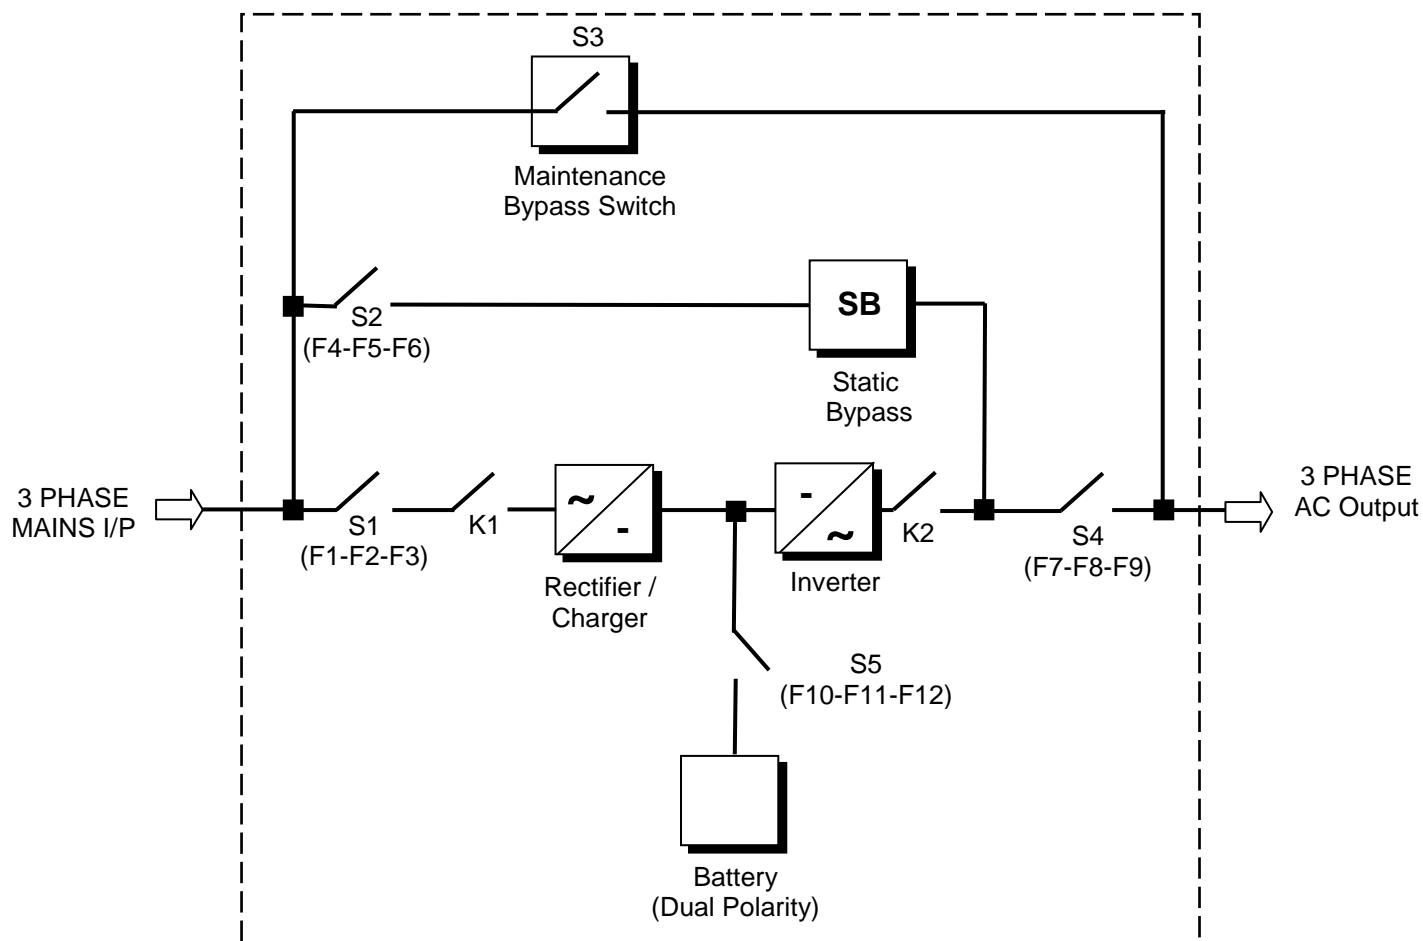 S3
Maintenance
Bypass Switch
SB
S2
(F4-F5-F6)
Static
Bypass
3 PHASE
MAINS I/P
S1
(F1-F2-F3)
K1
~
-
Rectifier /
Charger
-
~
Inverter
K2
S4
(F7-F8-F9)
3 PHASE
AC Output
S5
(F10-F11-F12)
Battery
(Dual Polarity)